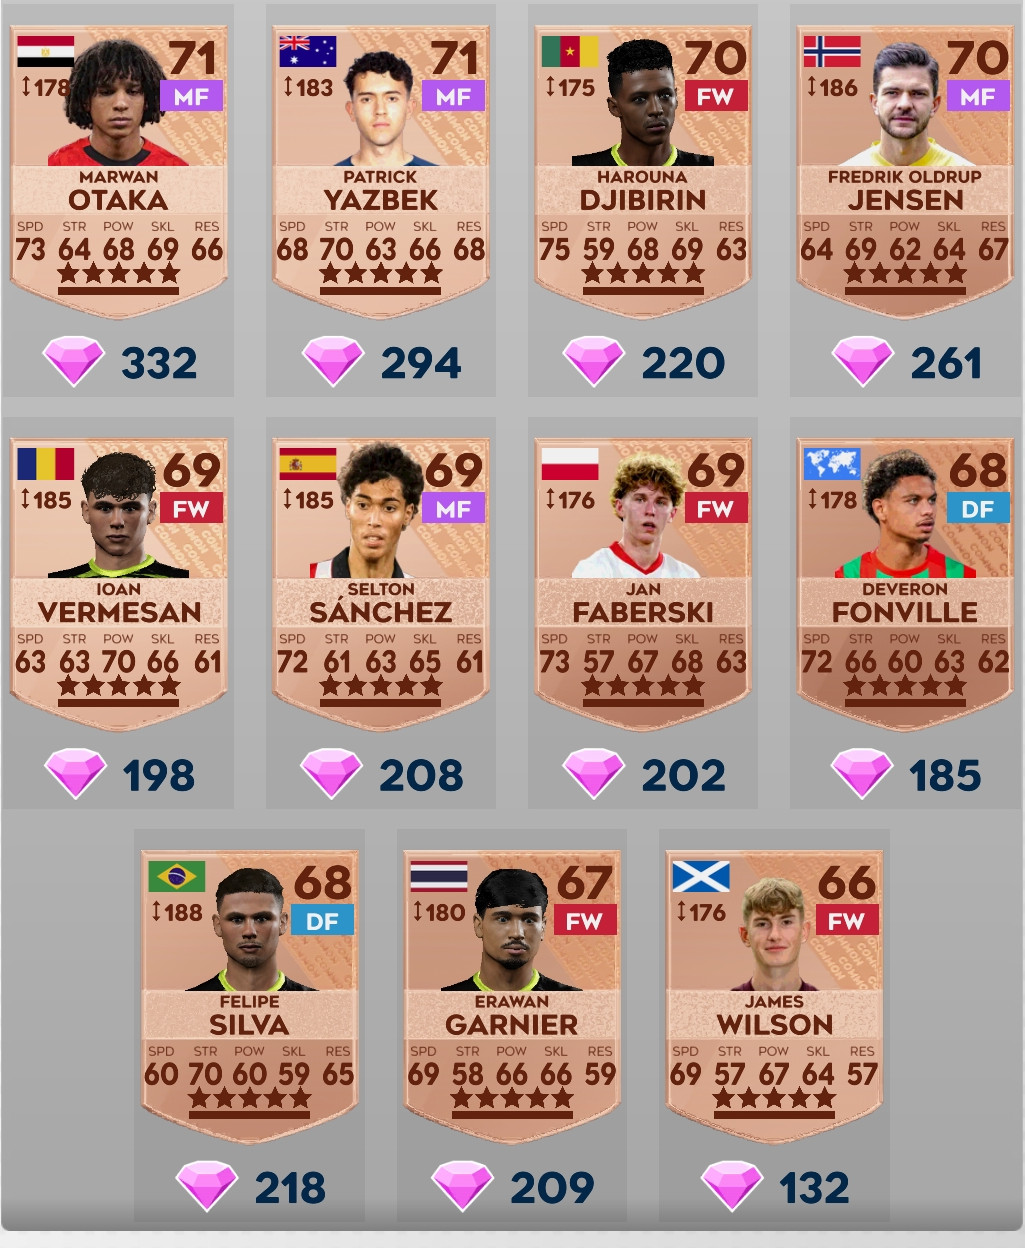 71 71 70 70
↕178 ↕183 ↕175 ↕186
MF MF FW MF
MARWAN PATRICK HAROUNA FREDRIK OLDRUP
OTAKA YAZBEK DJIBIRIN JENSEN
SPD STR POW SKL RES SPD STR POW SKL RES SPD STR POW SKL RES SPD STR POW SKL RES
73 64 68 69 66 68 70 63 66 68 75 59 68 69 63 64 69 62 64 67
332 294 220 261
69 69 69 68
↕185 ↕185 ↕176 ↕178
FW MF FW DF
IOAN SELTON JAN DEVERON
VERMESAN SÁNCHEZ FABERSKI FONVILLE
SPD STR POW SKL RES SPD STR POW SKL RES SPD STR POW SKL RES SPD STR POW SKL RES
63 63 70 66 61 72 61 63 65 61 73 57 67 68 63 72 66 60 63 62
198 208 202 185
68 67 66
↕188 ↕180 ↕176
DF FW FW
FELIPE ERAWAN JAMES
SILVA GARNIER WILSON
SPD STR POW SKL RES SPD STR POW SKL RES SPD STR POW SKL RES
60 70 60 59 65 69 58 66 66 59 69 57 67 64 57
218 209 132